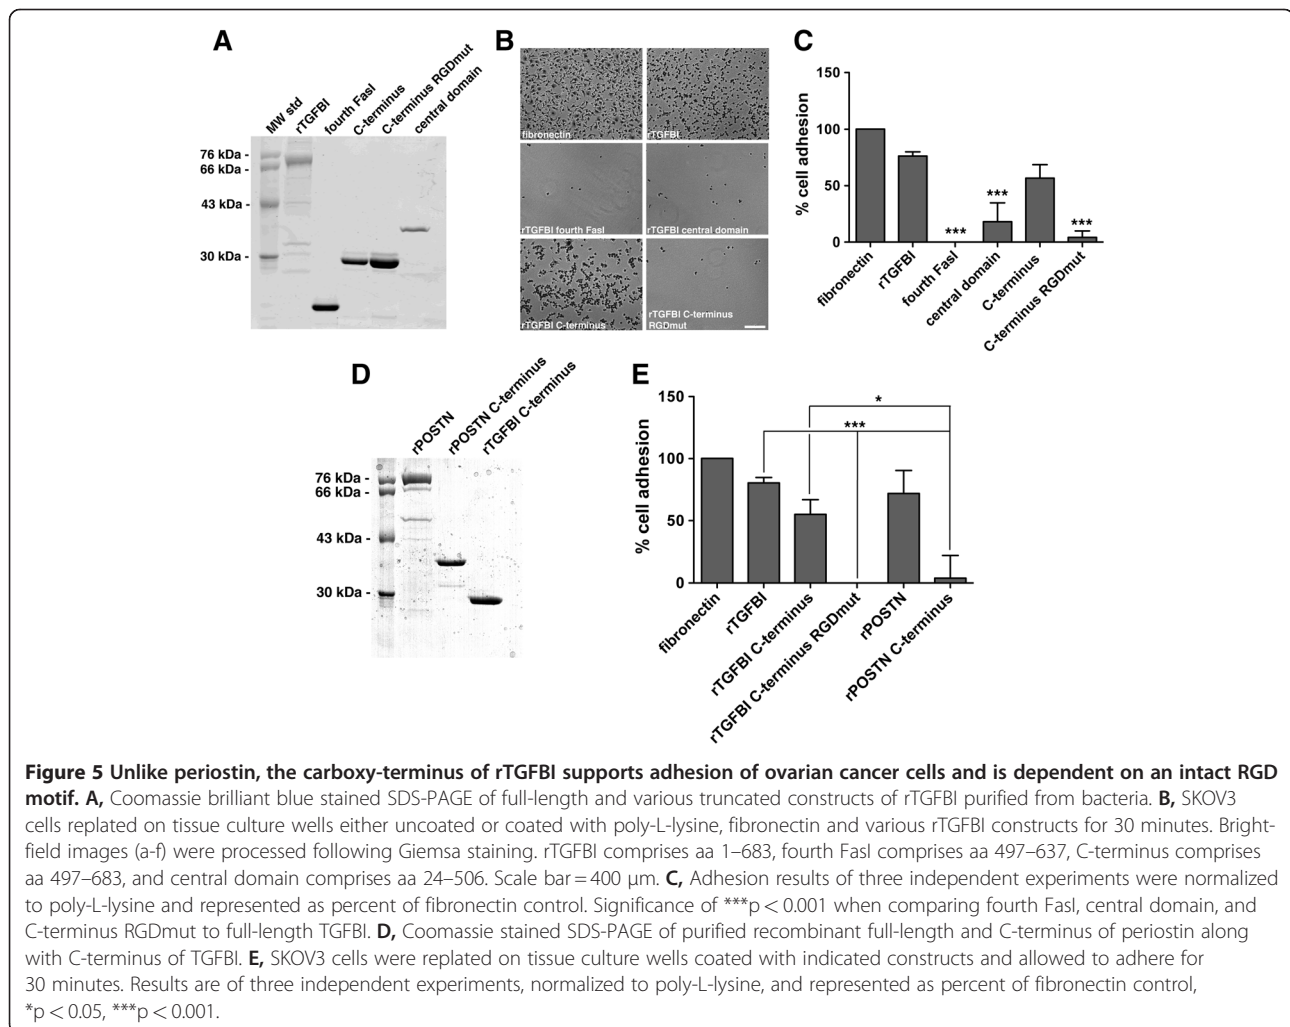 A
MW std
rTGFBI
fourth FasI
C-terminus
C-terminus RGDmut
central domain
76 kDa -
66 kDa -
43 kDa -
30 kDa -
B
fibronectin
rTGFBI
rTGFBI fourth FasI
rTGFBI central domain
rTGFBI C-terminus
rTGFBI C-terminus
RGDmut
C
% cell adhesion
150
100
50
0
***
***
***
fibronectin
rTGFBI
fourth FasI
central domain
C-terminus
C-terminus RGDmut
D
rPOSTN
rPOSTN C-terminus
rTGFBI C-terminus
76 kDa -
66 kDa -
43 kDa -
30 kDa -
E
% cell adhesion
150
100
50
0
*
***
fibronectin
rTGFBI
rTGFBI C-terminus
rTGFBI C-terminus RGDmut
rPOSTN
rPOSTN C-terminus
Figure 5 Unlike periostin, the carboxy-terminus of rTGFBI supports adhesion of ovarian cancer cells and is dependent on an intact RGD
motif. A, Coomassie brilliant blue stained SDS-PAGE of full-length and various truncated constructs of rTGFBI purified from bacteria. B, SKOV3
cells replated on tissue culture wells either uncoated or coated with poly-L-lysine, fibronectin and various rTGFBI constructs for 30 minutes. Bright-
field images (a-f) were processed following Giemsa staining. rTGFBI comprises aa 1–683, fourth FasI comprises aa 497–637, C-terminus comprises
aa 497–683, and central domain comprises aa 24–506. Scale bar = 400 μm. C, Adhesion results of three independent experiments were normalized
to poly-L-lysine and represented as percent of fibronectin control. Significance of ***p < 0.001 when comparing fourth FasI, central domain, and
C-terminus RGDmut to full-length TGFBI. D, Coomassie stained SDS-PAGE of purified recombinant full-length and C-terminus of periostin along
with C-terminus of TGFBI. E, SKOV3 cells were replated on tissue culture wells coated with indicated constructs and allowed to adhere for
30 minutes. Results are of three independent experiments, normalized to poly-L-lysine, and represented as percent of fibronectin control,
*p < 0.05, ***p < 0.001.